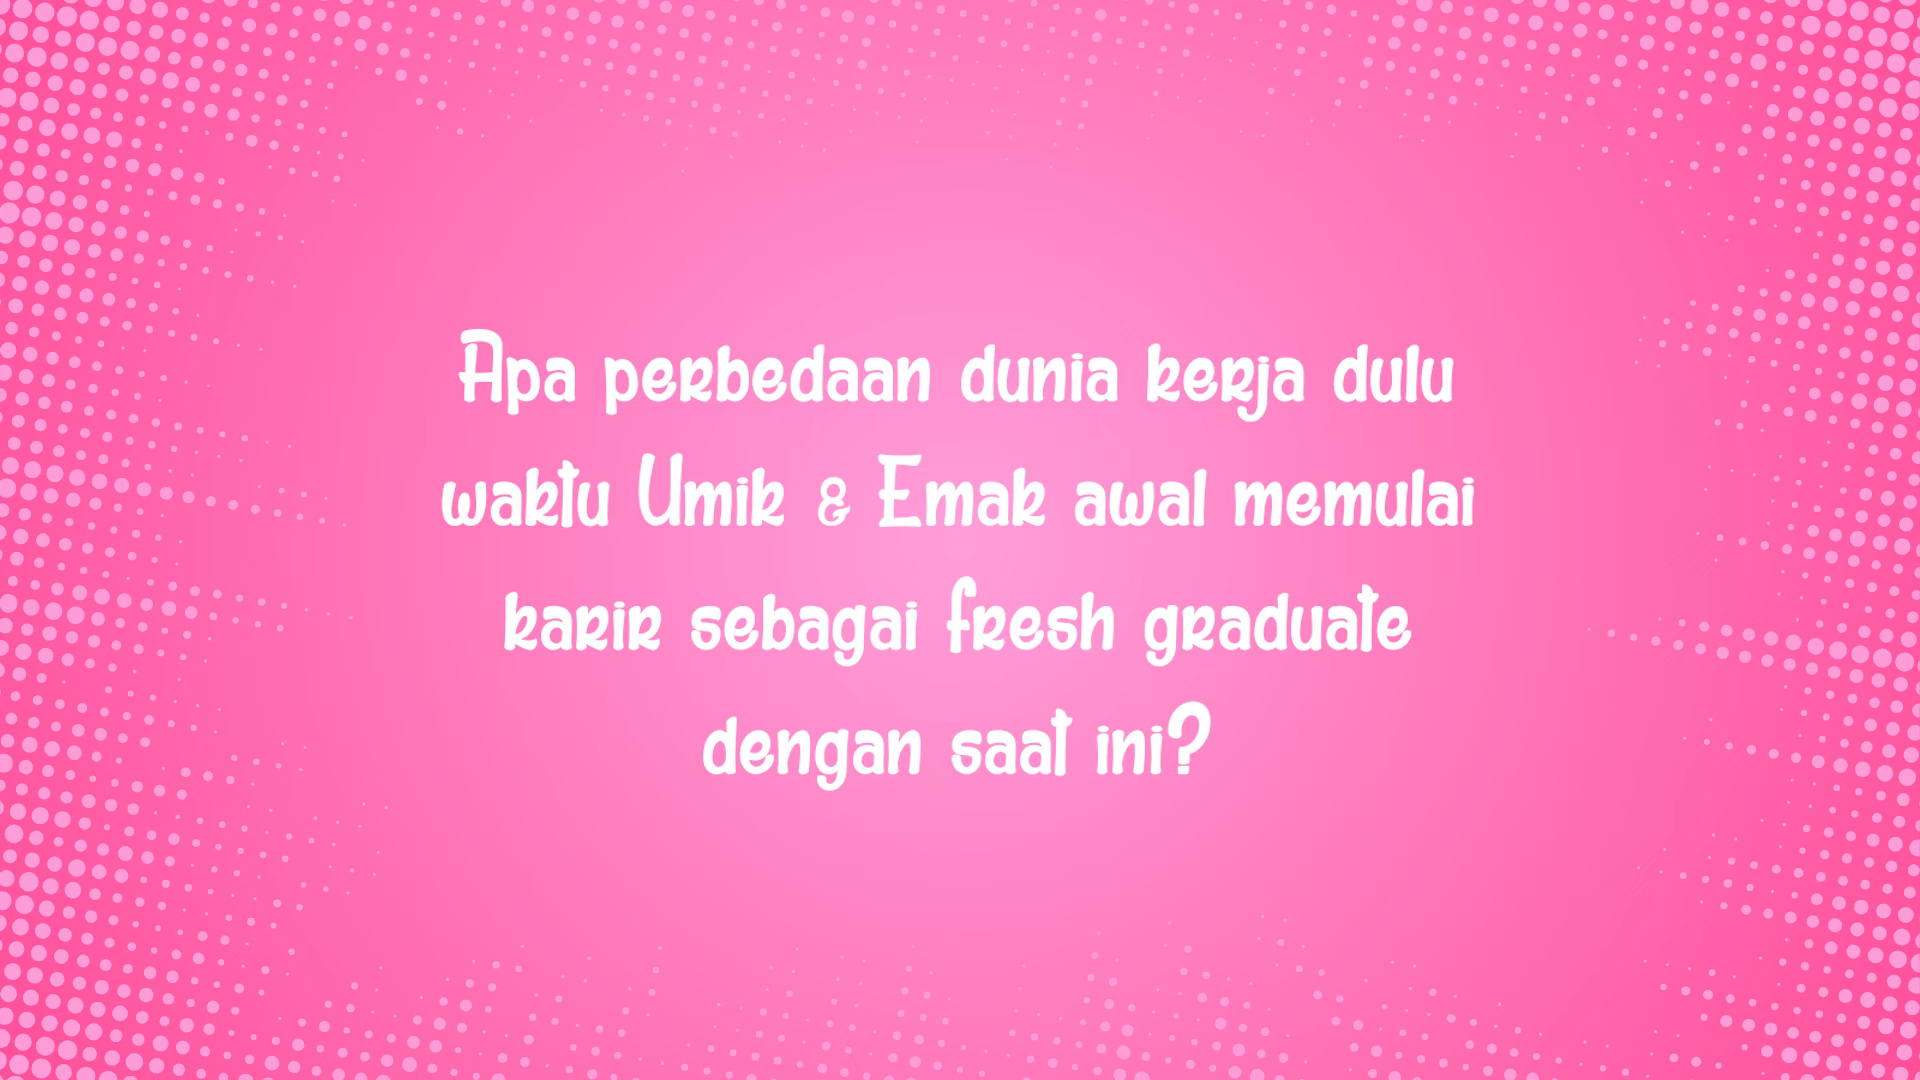 Apa perbedaan dunia kerja dulu
waktu Umik & Emak awal memulai
karir sebagai fresh graduate
dengan saat ini?